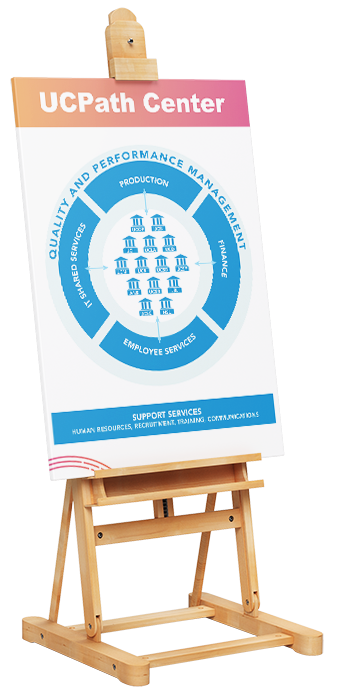 UCPath Center
QUALITY AND PERFORMANCE MANAGEMENT
PRODUCTION
IT SHARED SERVICES
FINANCE
EMPLOYEE SERVICES
SUPPORT SERVICES
HUMAN RESOURCES, RECRUITMENT, TRAINING, COMMUNICATIONS